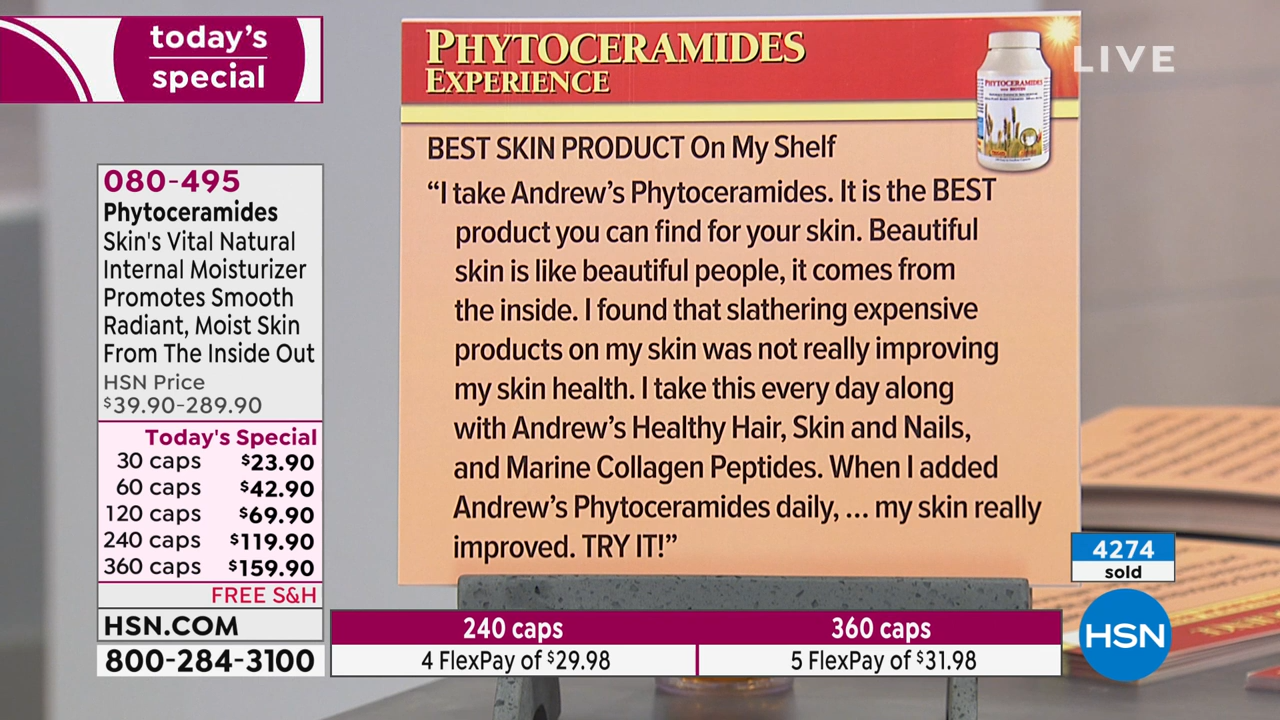 today's
special
PHYTOCERAMIDES
EXPERIENCE
LIVE
PHYTOCERAMIDES
BEST SKIN PRODUCT On My Shelf
“I take Andrew’s Phytoceramides. It is the BEST
product you can find for your skin. Beautiful
skin is like beautiful people, it comes from
the inside. I found that slathering expensive
products on my skin was not really improving
my skin health. I take this every day along
with Andrew’s Healthy Hair, Skin and Nails,
and Marine Collagen Peptides. When I added
Andrew’s Phytoceramides daily, ... my skin really
improved. TRY IT!”
080-495
Phytoceramides
Skin's Vital Natural
Internal Moisturizer
Promotes Smooth
Radiant, Moist Skin
From The Inside Out
HSN Price
$39.90-289.90
Today's Special
30 caps $23.90
60 caps $42.90
120 caps $69.90
240 caps $119.90
360 caps $159.90
FREE S&H
HSN.COM
800-284-3100
240 caps 360 caps
4 FlexPay of $29.98 5 FlexPay of $31.98
4274
sold
HSN